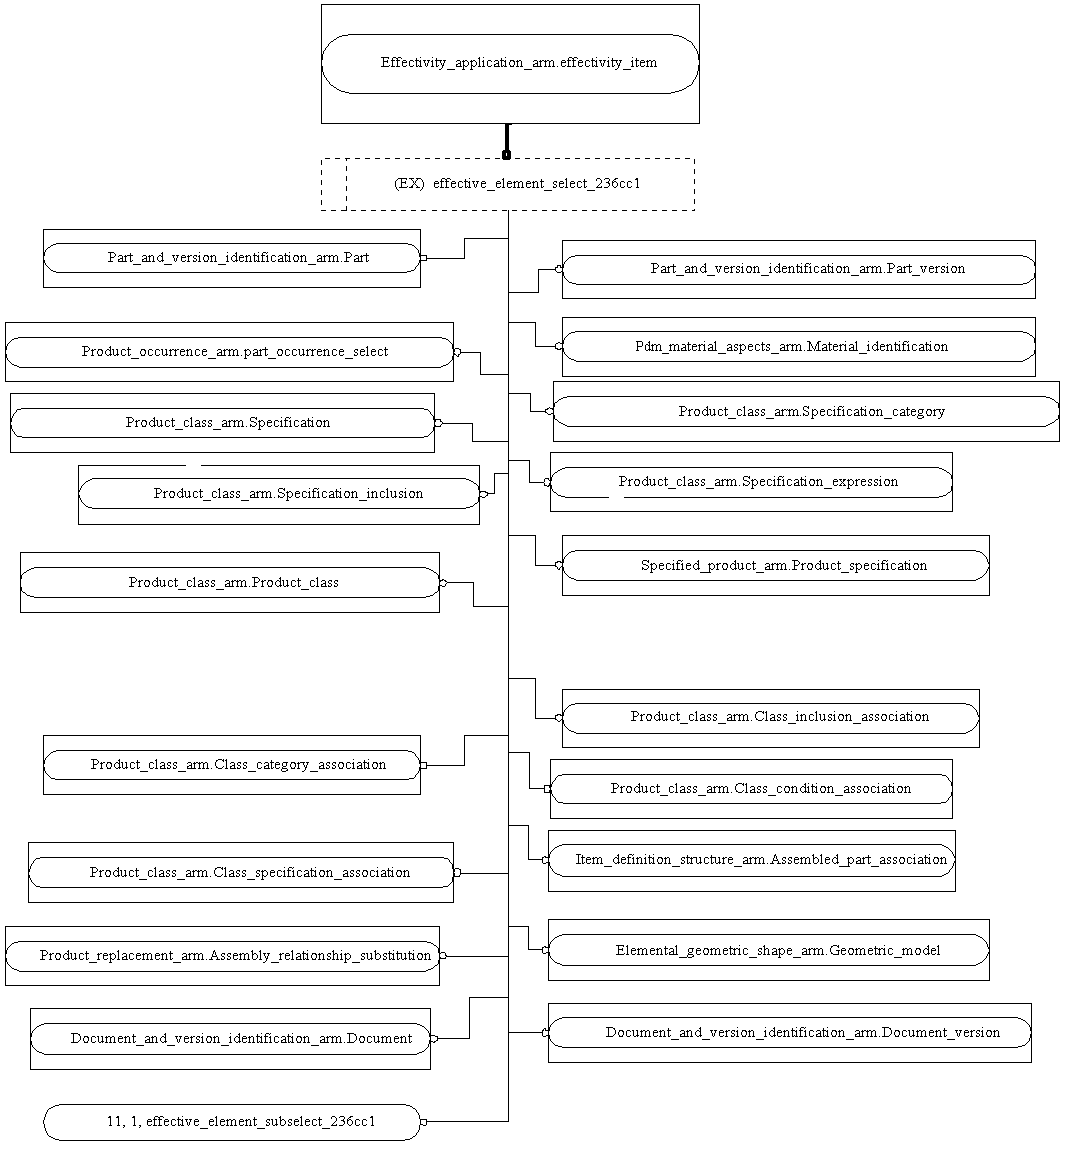 Effectivity_application_arm.effectivity_item
(EX) effective_element_select_236cc1
Part_and_version_identification_arm.Part
Part_and_version_identification_arm.Part_version
Product_occurrence_arm.part_occurrence_select
Pdm_material_aspects_arm.Material_identification
Product_class_arm.Specification_category
Product_class_arm.Specification
Product_class_arm.Specification_expression
Product_class_arm.Specification_inclusion
Specified_product_arm.Product_specification
Product_class_arm.Product_class
Product_class_arm.Class_inclusion_association
Product_class_arm.Class_category_association
Product_class_arm.Class_condition_association
Item_definition_structure_arm.Assembled_part_association
Product_class_arm.Class_specification_association
Elemental_geometric_shape_arm.Geometric_model
Product_replacement_arm.Assembly_relationship_substitution
Document_and_version_identification_arm.Document_version
Document_and_version_identification_arm.Document
11, 1, effective_element_subselect_236cc1